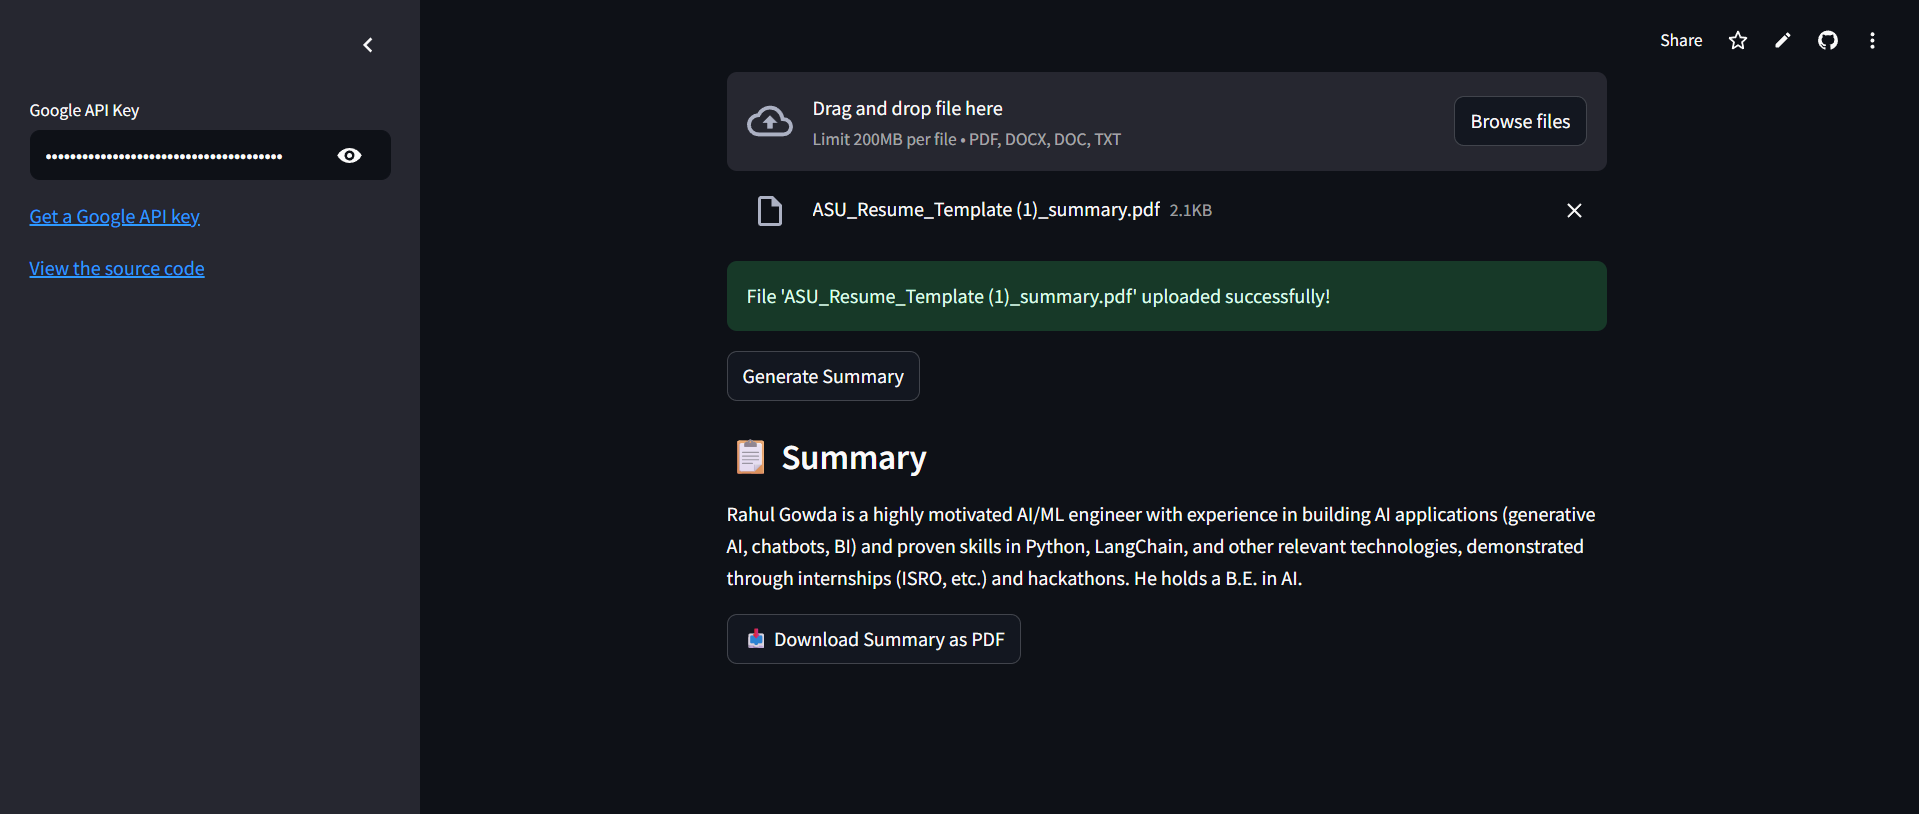 Share
Google API Key
••••••••••••••••••••••••••••••••••••••
Get a Google API key
View the source code
Drag and drop file here
Limit 200MB per file • PDF, DOCX, DOC, TXT
Browse files
ASU_Resume_Template (1)_summary.pdf 2.1KB
File 'ASU_Resume_Template (1)_summary.pdf' uploaded successfully!
Generate Summary
Summary
Rahul Gowda is a highly motivated AI/ML engineer with experience in building AI applications (generative
AI, chatbots, BI) and proven skills in Python, LangChain, and other relevant technologies, demonstrated
through internships (ISRO, etc.) and hackathons. He holds a B.E. in AI.
Download Summary as PDF